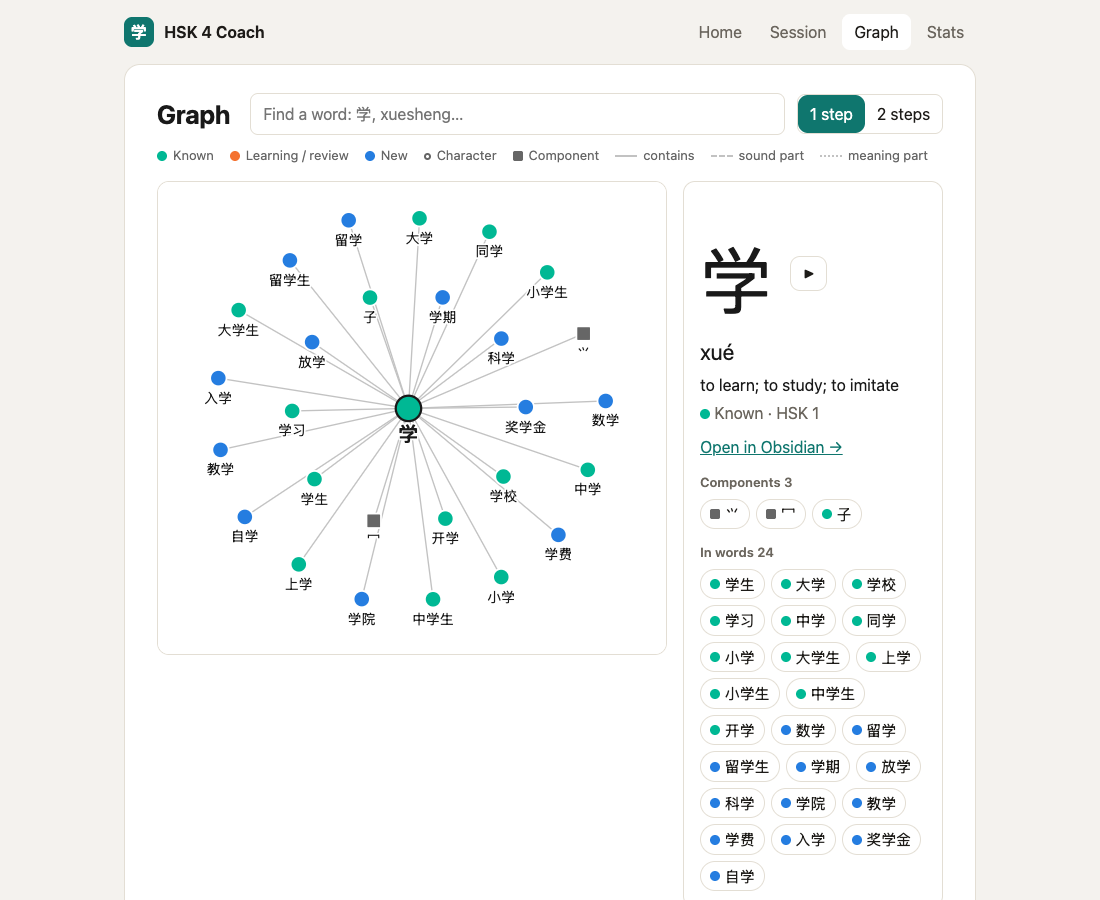 学 HSK 4 Coach Home Session Graph Stats
Graph Find a word: 学, xuesheng... 1 step 2 steps
Known Learning / review New Character Component contains sound part meaning part
留学
大学
同学
留学生
小学生
大学生
子
学期
放学
科学
⺍
入学
学习
学
奖学金
数学
教学
学生
学校
中学
自学
冖
开学
学费
上学
小学
学院
中学生
学
xué
to learn; to study; to imitate
Known · HSK 1
Open in Obsidian →
Components 3
⺍ 冖 子
In words 24
学生 大学 学校
学习 中学 同学
小学 大学生 上学
小学生 中学生
开学 数学 留学
留学生 学期 放学
科学 学院 教学
学费 入学 奖学金
自学